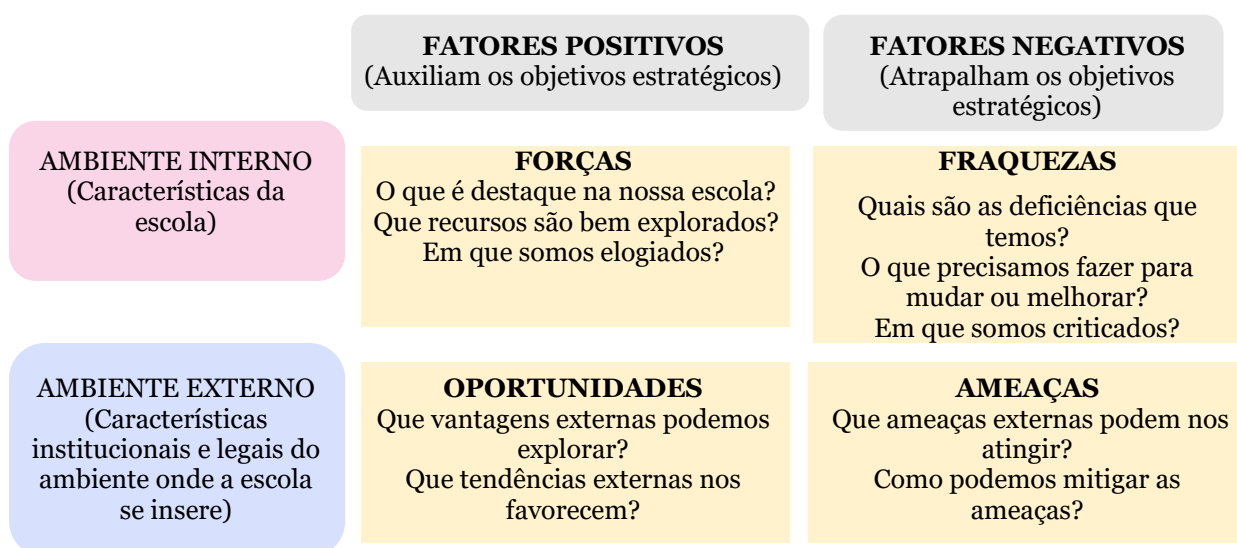 FATORES POSITIVOS
(Auxiliam os objetivos estratégicos)
FATORES NEGATIVOS
(Atrapalham os objetivos
estratégicos)
AMBIENTE INTERNO
(Características da
escola)
FORÇAS
O que é destaque na nossa escola?
Que recursos são bem explorados?
Em que somos elogiados?
FRAQUEZAS
Quais são as deficiências que
temos?
O que precisamos fazer para
mudar ou melhorar?
Em que somos criticados?
AMBIENTE EXTERNO
(Características
institucionais e legais do
ambiente onde a escola
se insere)
OPORTUNIDADES
Que vantagens externas podemos
explorar?
Que tendências externas nos
favorecem?
AMEAÇAS
Que ameaças externas podem nos
atingir?
Como podemos mitigar as
ameaças?